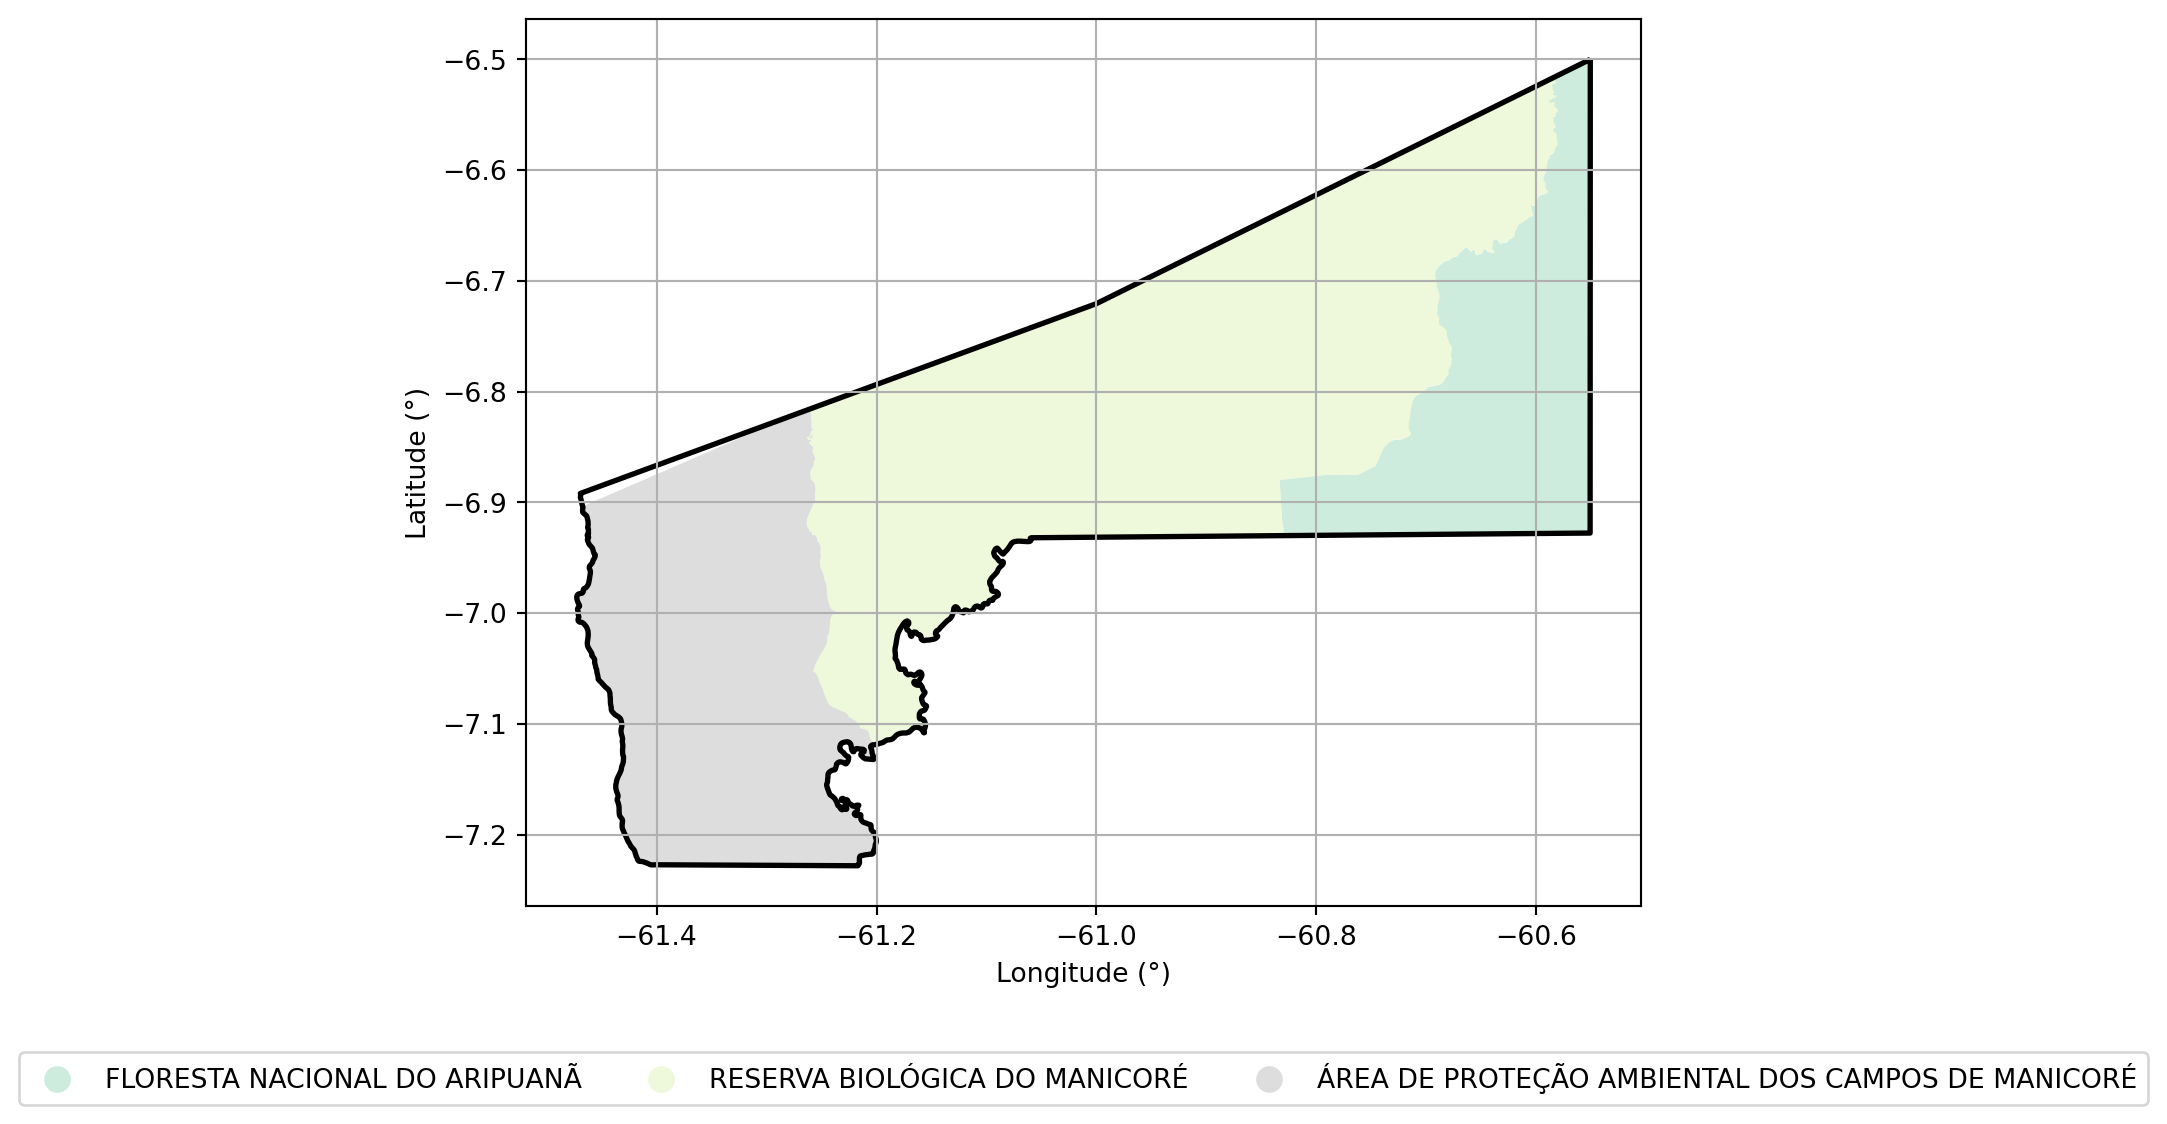 −6.5
−6.6
−6.7
−6.8
−6.9
−7.0
−7.1
−7.2
Latitude (°)
−61.4 −61.2 −61.0 −60.8 −60.6
Longitude (°)
FLORESTA NACIONAL DO ARIPUANÃ RESERVA BIOLÓGICA DO MANICORÉ ÁREA DE PROTEÇÃO AMBIENTAL DOS CAMPOS DE MANICORÉ